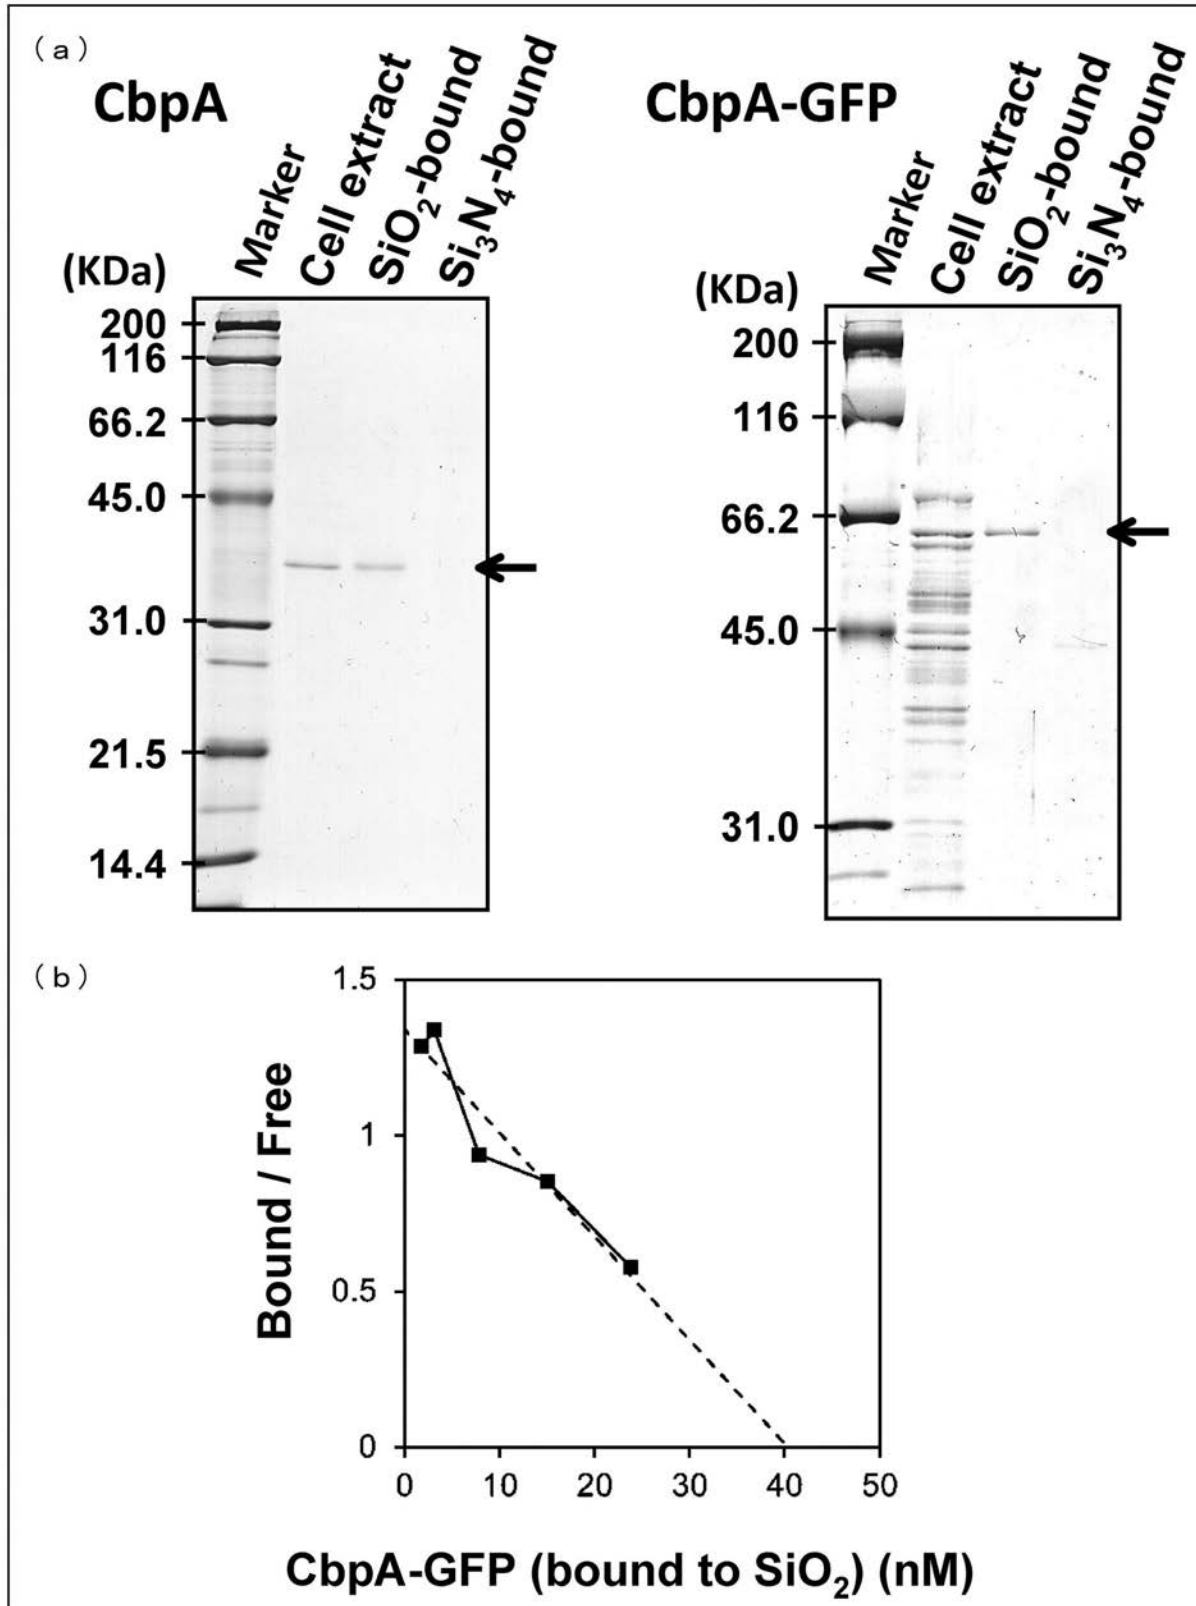 (a)
CbpA
Marker
Cell extract
SiO₂-bound
Si₃N₄-bound
(KDa)
200
116
66.2
45.0
31.0
21.5
14.4
CbpA-GFP
Marker
Cell extract
SiO₂-bound
Si₃N₄-bound
(KDa)
200
116
66.2
45.0
31.0
(b)
Bound / Free
1.5
1
0.5
0
0 10 20 30 40 50
CbpA-GFP (bound to SiO₂) (nM)